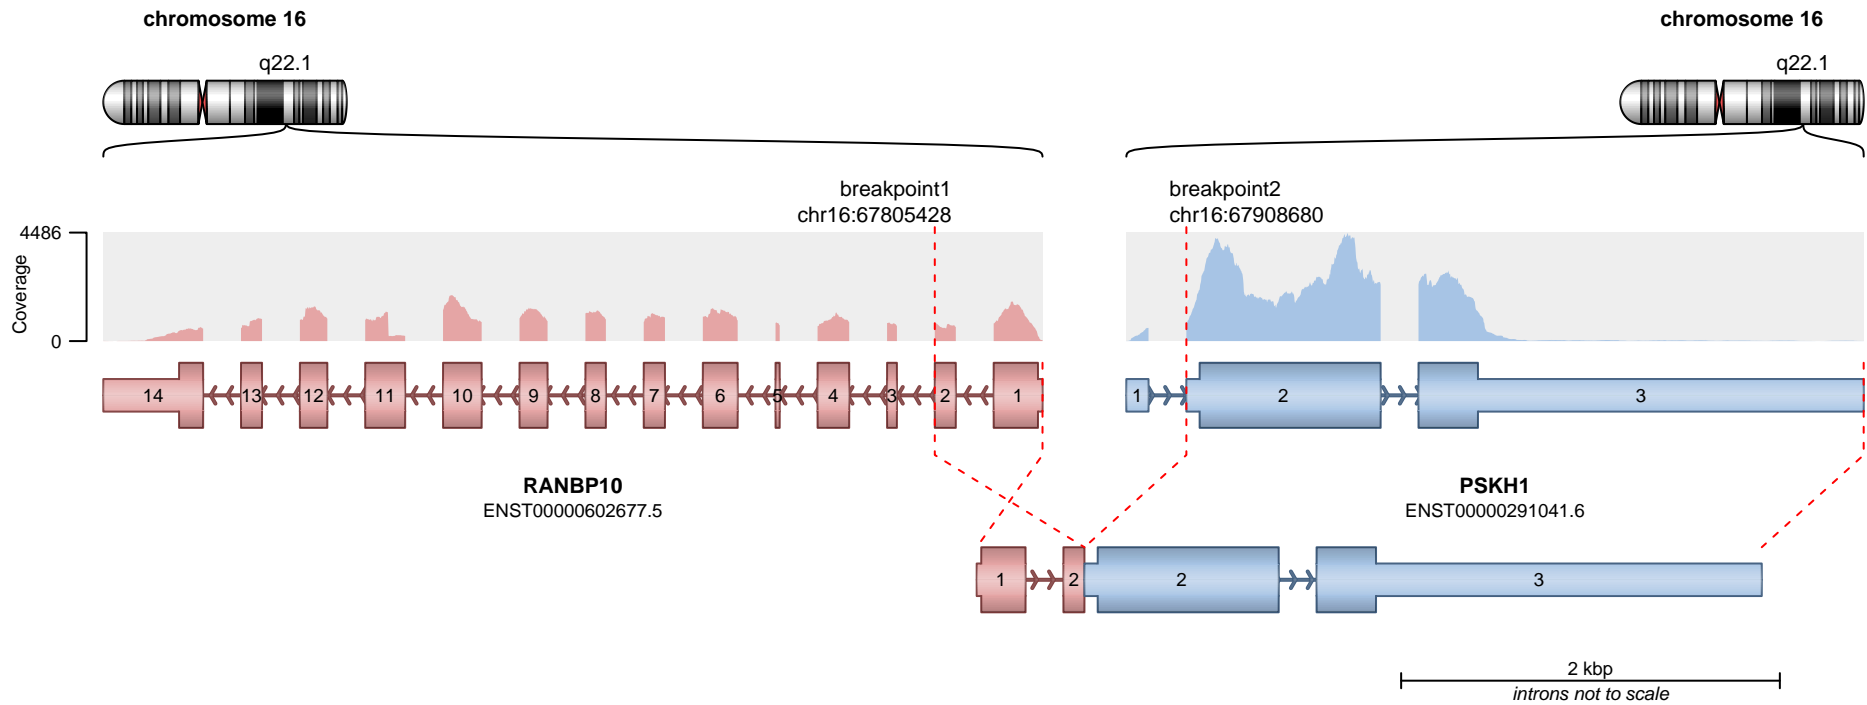 chromosome 16
chromosome 16
q22.1
q22.1
breakpoint1
chr16:67805428
breakpoint2
chr16:67908680
4486
Coverage
0
14 13 12 11 10 9 8 7 6 5 4 3 2 1
1 2 3
RANBP10
ENST00000602677.5
PSKH1
ENST00000291041.6
1 2 2 3
2 kbp
introns not to scale